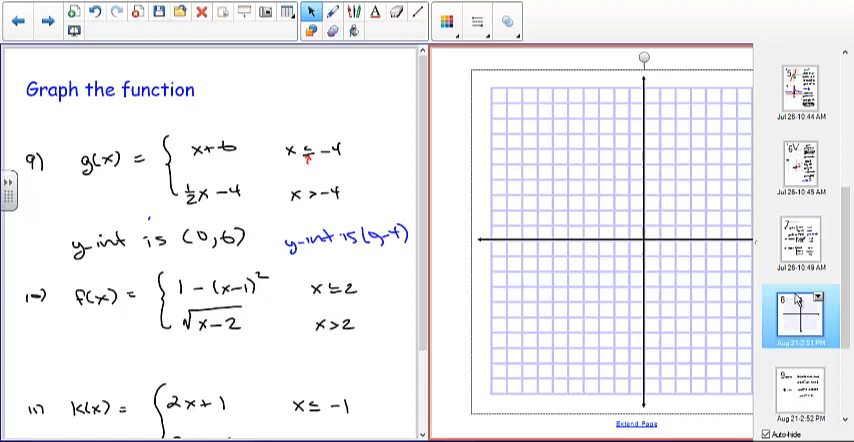 Graph the function
9) g(x) = { x+6 x ≤ -4
½x - 4 x > -4
y-int is (0,6) y-int is (0,-4)
10) f(x) = { 1 - (x-1)² x ≤ 2
√x-2 x > 2
11) k(x) = { 2x+1 x ≤ -1
Extend Page
Jul 26-10:44 AM
Jul 26-10:45 AM
Jul 26-10:49 AM
Aug 21-2:51 PM
Aug 21-2:52 PM
Auto-hide